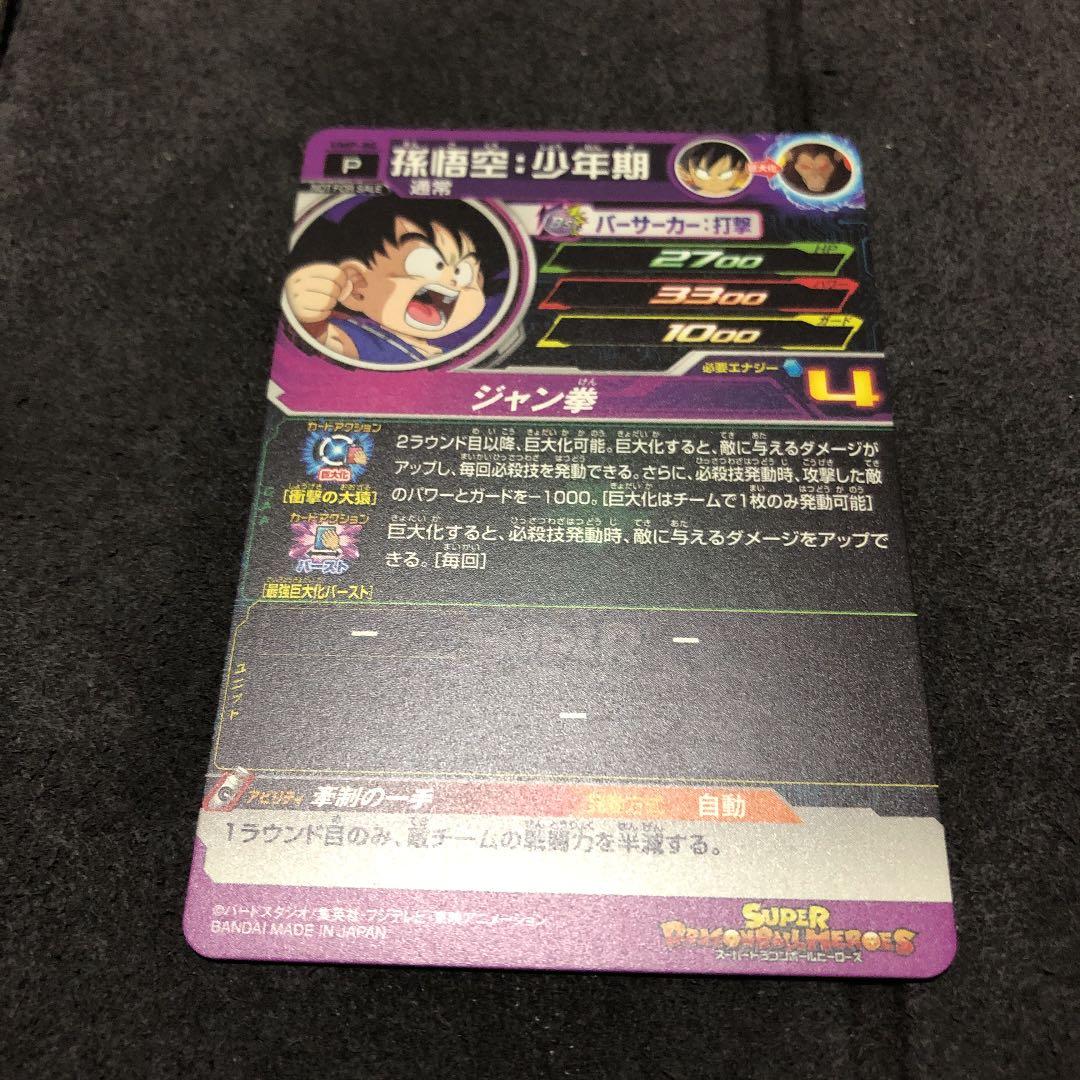 P
孫悟空：少年期
NOT FOR SALE
通常
巨大化
BS
バーサーカー：打撃
2700
HP
3300
パワー
1000
ガード
必要エナジー
4
ジャン拳
カードアクション
巨大化
[衝撃の大猿]
2ラウンド目以降、巨大化可能。巨大化すると、敵に与えるダメージが
アップし、毎回必殺技を発動できる。さらに、必殺技発動時、攻撃した敵
のパワーとガードを-1000。[巨大化はチームで1枚のみ発動可能]
カードアクション
バースト
[最強巨大化バースト]
巨大化すると、必殺技発動時、敵に与えるダメージをアップで
きる。[毎回]
ユニット
アビリティ
牽制の一手
発動方式
自動
1ラウンド目のみ、敵チームの戦闘力を半減する。
©バードスタジオ/集英社・フジテレビ・東映アニメーション
BANDAI MADE IN JAPAN
SUPER
DRAGONBALL HEROES
スーパードラゴンボールヒーローズ